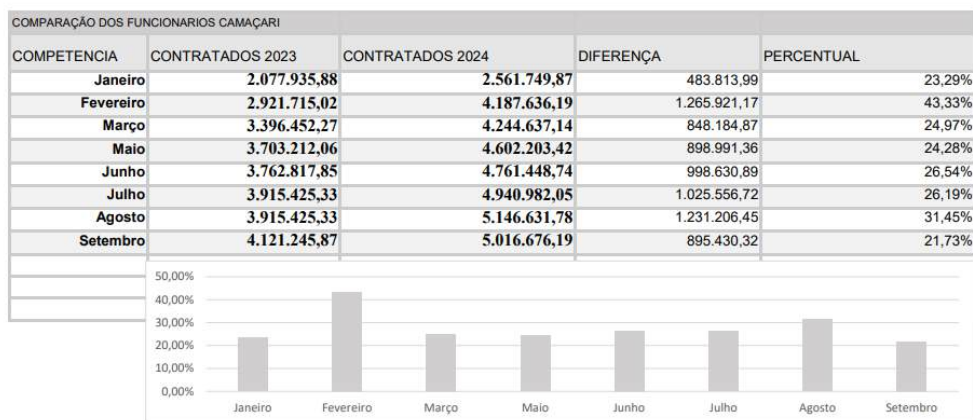 COMPARAÇÃO DOS FUNCIONARIOS CAMAÇARI
COMPETENCIA CONTRATADOS 2023 CONTRATADOS 2024 DIFERENÇA PERCENTUAL
Janeiro 2.077.935,88 2.561.749,87 483.813,99 23,29%
Fevereiro 2.921.715,02 4.187.636,19 1.265.921,17 43,33%
Março 3.396.452,27 4.244.637,14 848.184,87 24,97%
Maio 3.703.212,06 4.602.203,42 898.991,36 24,28%
Junho 3.762.817,85 4.761.448,74 998.630,89 26,54%
Julho 3.915.425,33 4.940.982,05 1.025.556,72 26,19%
Agosto 3.915.425,33 5.146.631,78 1.231.206,45 31,45%
Setembro 4.121.245,87 5.016.676,19 895.430,32 21,73%
50,00%
40,00%
30,00%
20,00%
10,00%
0,00%
Janeiro Fevereiro Março Maio Junho Julho Agosto Setembro